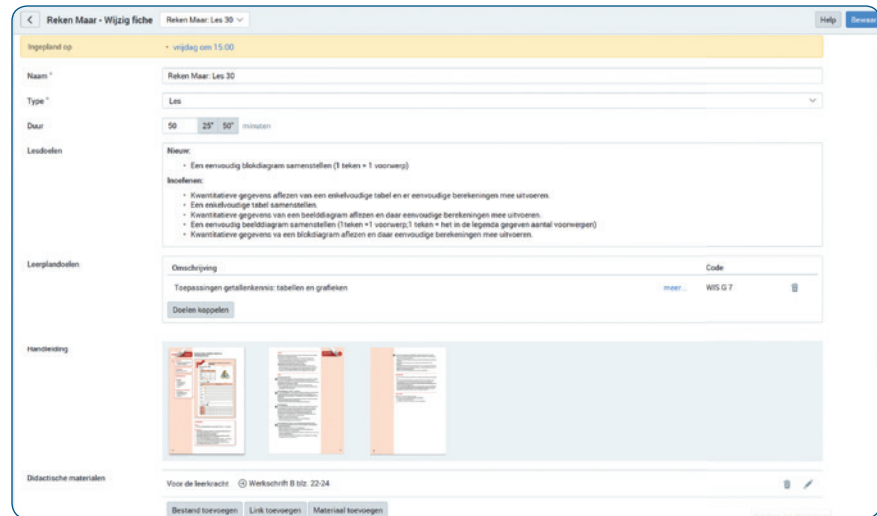 Reken Maar - Wijzig fiche Reken Maar: Les 30 Help Bewaar
Ingepland op • vrijdag om 15:00
Naam * Reken Maar: Les 30
Type * Les
Duur 50 25" 50" minuten
Lesdoelen Nieuw:
• Een eenvoudig blokdiagram samenstellen (1 teken = 1 voorwerp)
Inoefenen:
• Kwantitatieve gegevens aflezen van een enkelvoudige tabel en er eenvoudige berekeningen mee uitvoeren.
• Een enkelvoudige tabel samenstellen.
• Kwantitatieve gegevens van een beelddiagram aflezen en daar eenvoudige berekeningen mee uitvoeren.
• Een eenvoudig beelddiagram samenstellen (1teken =1 voorwerp;1 teken = het in de legenda gegeven aantal voorwerpen)
• Kwantitatieve gegevens va een blokdiagram aflezen en daar eenvoudige berekeningen mee uitvoeren.
Leerplandoelen Omschrijving Code
Toepassingen getallenkennis: tabellen en grafieken meer... WIS G 7
Doelen koppelen
Handleiding
Didactische materialen Voor de leerkracht Werkschrift B blz. 22-24
Bestand toevoegen Link toevoegen Materiaal toevoegen